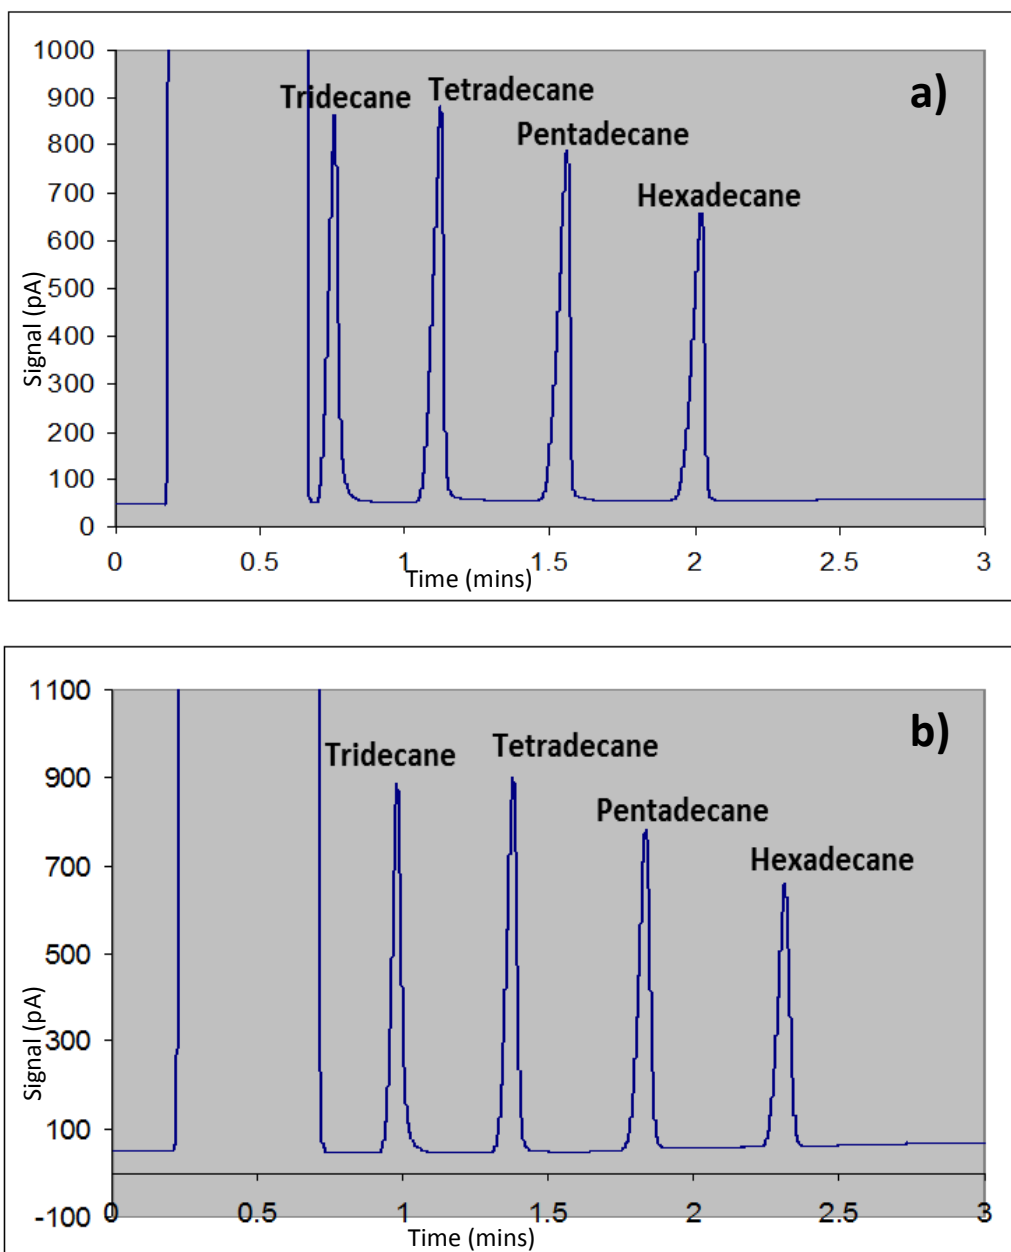 a)
1000
900
800
700
600
500
400
300
200
100
0
Signal (pA)
Tridecane
Tetradecane
Pentadecane
Hexadecane
0 0.5 1 1.5 2 2.5 3
Time (mins)
b)
1100
900
700
500
300
100
-100
Signal (pA)
Tridecane
Tetradecane
Pentadecane
Hexadecane
0 0.5 1 1.5 2 2.5 3
Time (mins)